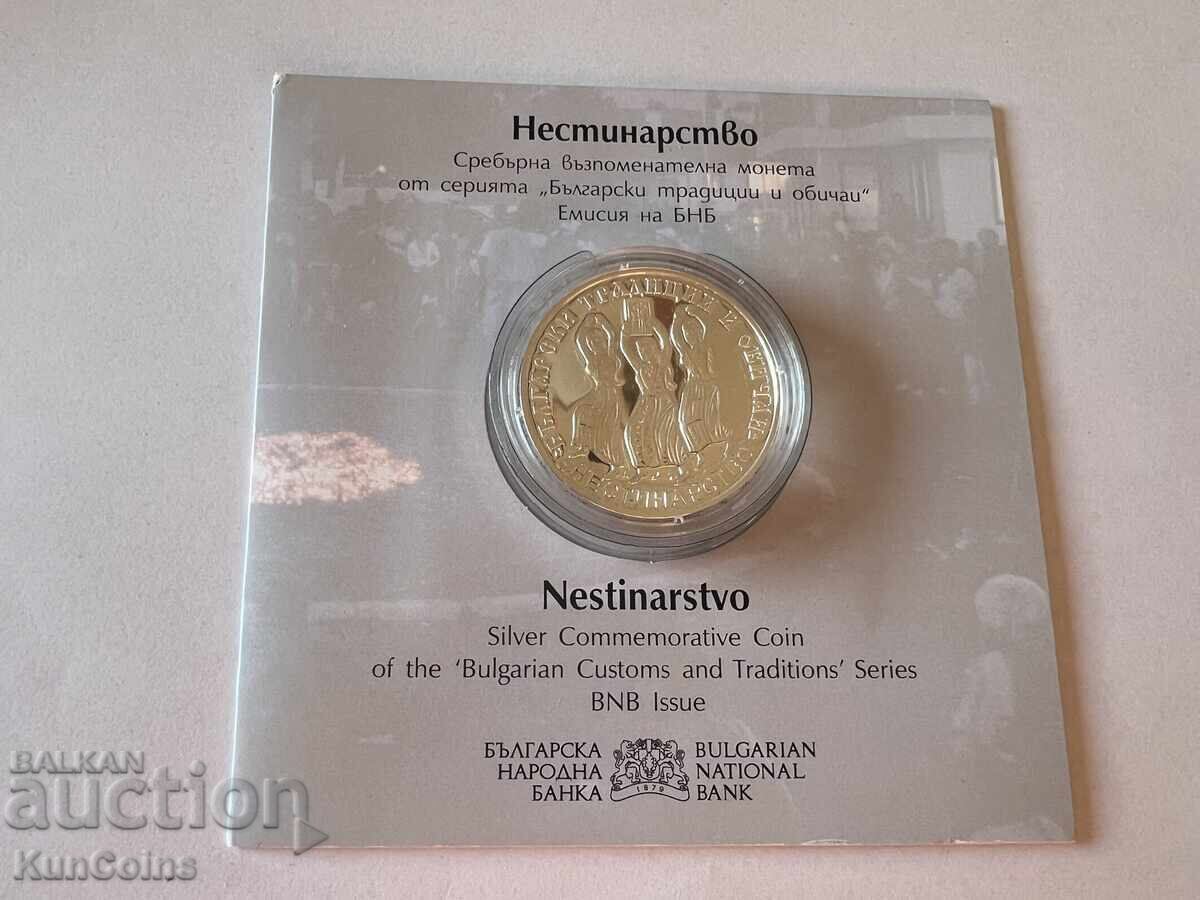 Нестинарство
Сребърна възпоменателна монета
от серията „Български традиции и обичаи“
Емисия на БНБ
БЪЛГАРСКИ ТРАДИЦИИ И ОБИЧАИ
НЕСТИНАРСТВО
Nestinarstvo
Silver Commemorative Coin
of the ‘Bulgarian Customs and Traditions’ Series
BNB Issue
БЪЛГАРСКА
НАРОДНА
БАНКА
1879
BULGARIAN
NATIONAL
BANK
BALKAN
auction
KunCoins